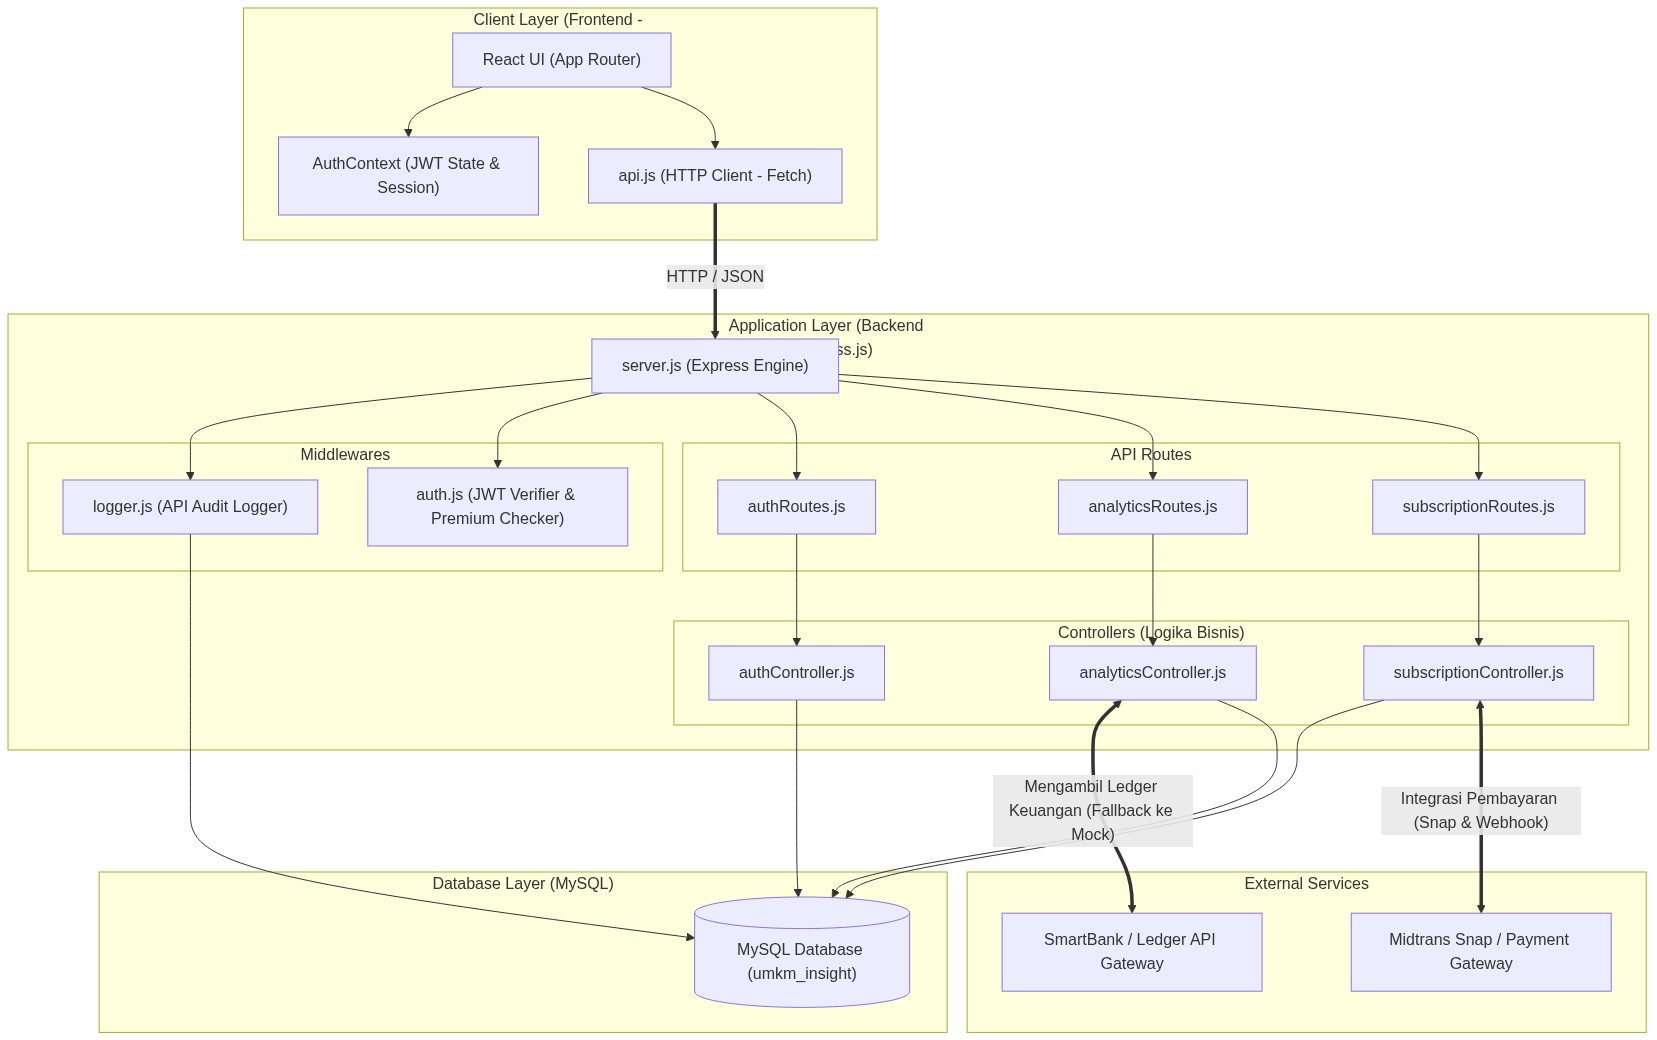 Client Layer (Frontend -
React UI (App Router)
AuthContext (JWT State &
Session)
api.js (HTTP Client - Fetch)
HTTP / JSON
Application Layer (Backend
ss.js)
server.js (Express Engine)
Middlewares
logger.js (API Audit Logger)
auth.js (JWT Verifier &
Premium Checker)
API Routes
authRoutes.js
analyticsRoutes.js
subscriptionRoutes.js
Controllers (Logika Bisnis)
authController.js
analyticsController.js
subscriptionController.js
Mengambil Ledger
Keuangan (Fallback ke
Mock)
Integrasi Pembayaran
(Snap & Webhook)
Database Layer (MySQL)
MySQL Database
(umkm_insight)
External Services
SmartBank / Ledger API
Gateway
Midtrans Snap / Payment
Gateway